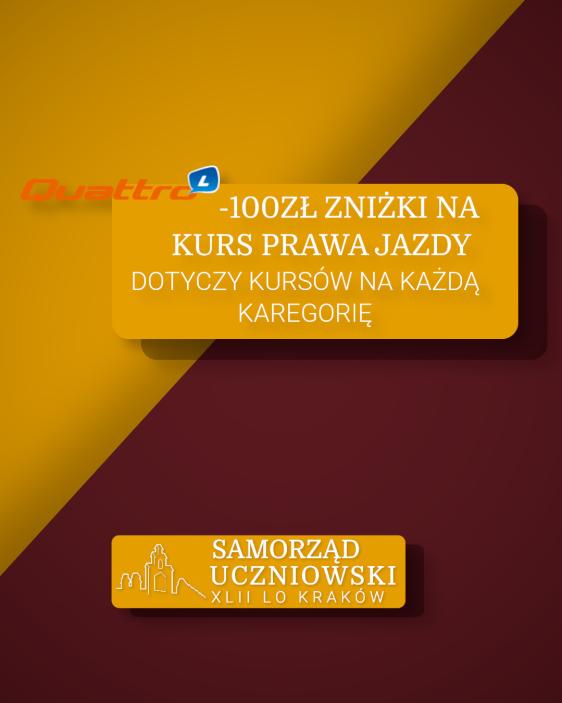 Quattro L
-100ZŁ ZNIŻKI NA
KURS PRAWA JAZDY
DOTYCZY KURSÓW NA KAŻDĄ
KAREGORIĘ
SAMORZĄD
UCZNIOWSKI
XLII LO KRAKÓW